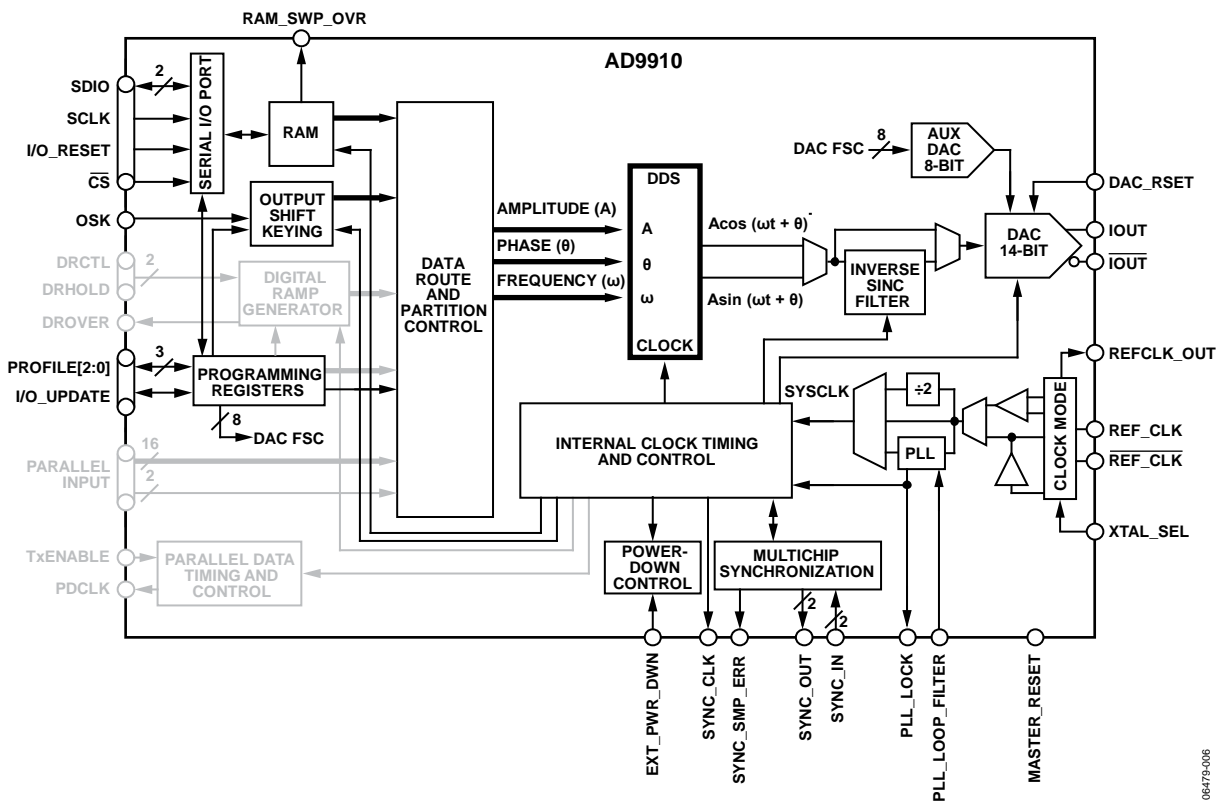 RAM_SWP_OVR
AD9910
SDIO
2
SCLK
I/O_RESET
CS
SERIAL I/O PORT
RAM
OSK
OUTPUT
SHIFT
KEYING
DRCTL
2
DRHOLD
DROVER
DIGITAL
RAMP
GENERATOR
PROFILE[2:0]
3
I/O_UPDATE
PROGRAMMING
REGISTERS
8
DAC FSC
PARALLEL
INPUT
16
2
TxENABLE
PDCLK
PARALLEL DATA
TIMING AND
CONTROL
DATA
ROUTE
AND
PARTITION
CONTROL
AMPLITUDE (A)
PHASE (θ)
FREQUENCY (ω)
DDS
A
θ
ω
CLOCK
Acos (ωt + θ)
Asin (ωt + θ)
DAC FSC
8
AUX
DAC
8-BIT
INVERSE
SINC
FILTER
DAC
14-BIT
DAC_RSET
IOUT
IOUT
REFCLK_OUT
REF_CLK
REF_CLK
XTAL_SEL
CLOCK MODE
SYSCLK
÷2
PLL
INTERNAL CLOCK TIMING
AND CONTROL
POWER-
DOWN
CONTROL
MULTICHIP
SYNCHRONIZATION
2
2
EXT_PWR_DWN
SYNC_CLK
SYNC_SMP_ERR
SYNC_OUT
SYNC_IN
PLL_LOCK
PLL_LOOP_FILTER
MASTER_RESET
06479-006